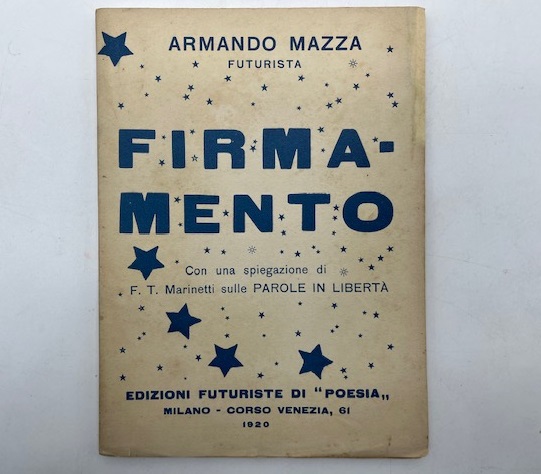 ARMANDO MAZZA
FUTURISTA
FIRMA-
MENTO
Con una spiegazione di
F. T. Marinetti sulle PAROLE IN LIBERTÀ
EDIZIONI FUTURISTE DI "POESIA„
MILANO - CORSO VENEZIA, 61
1920